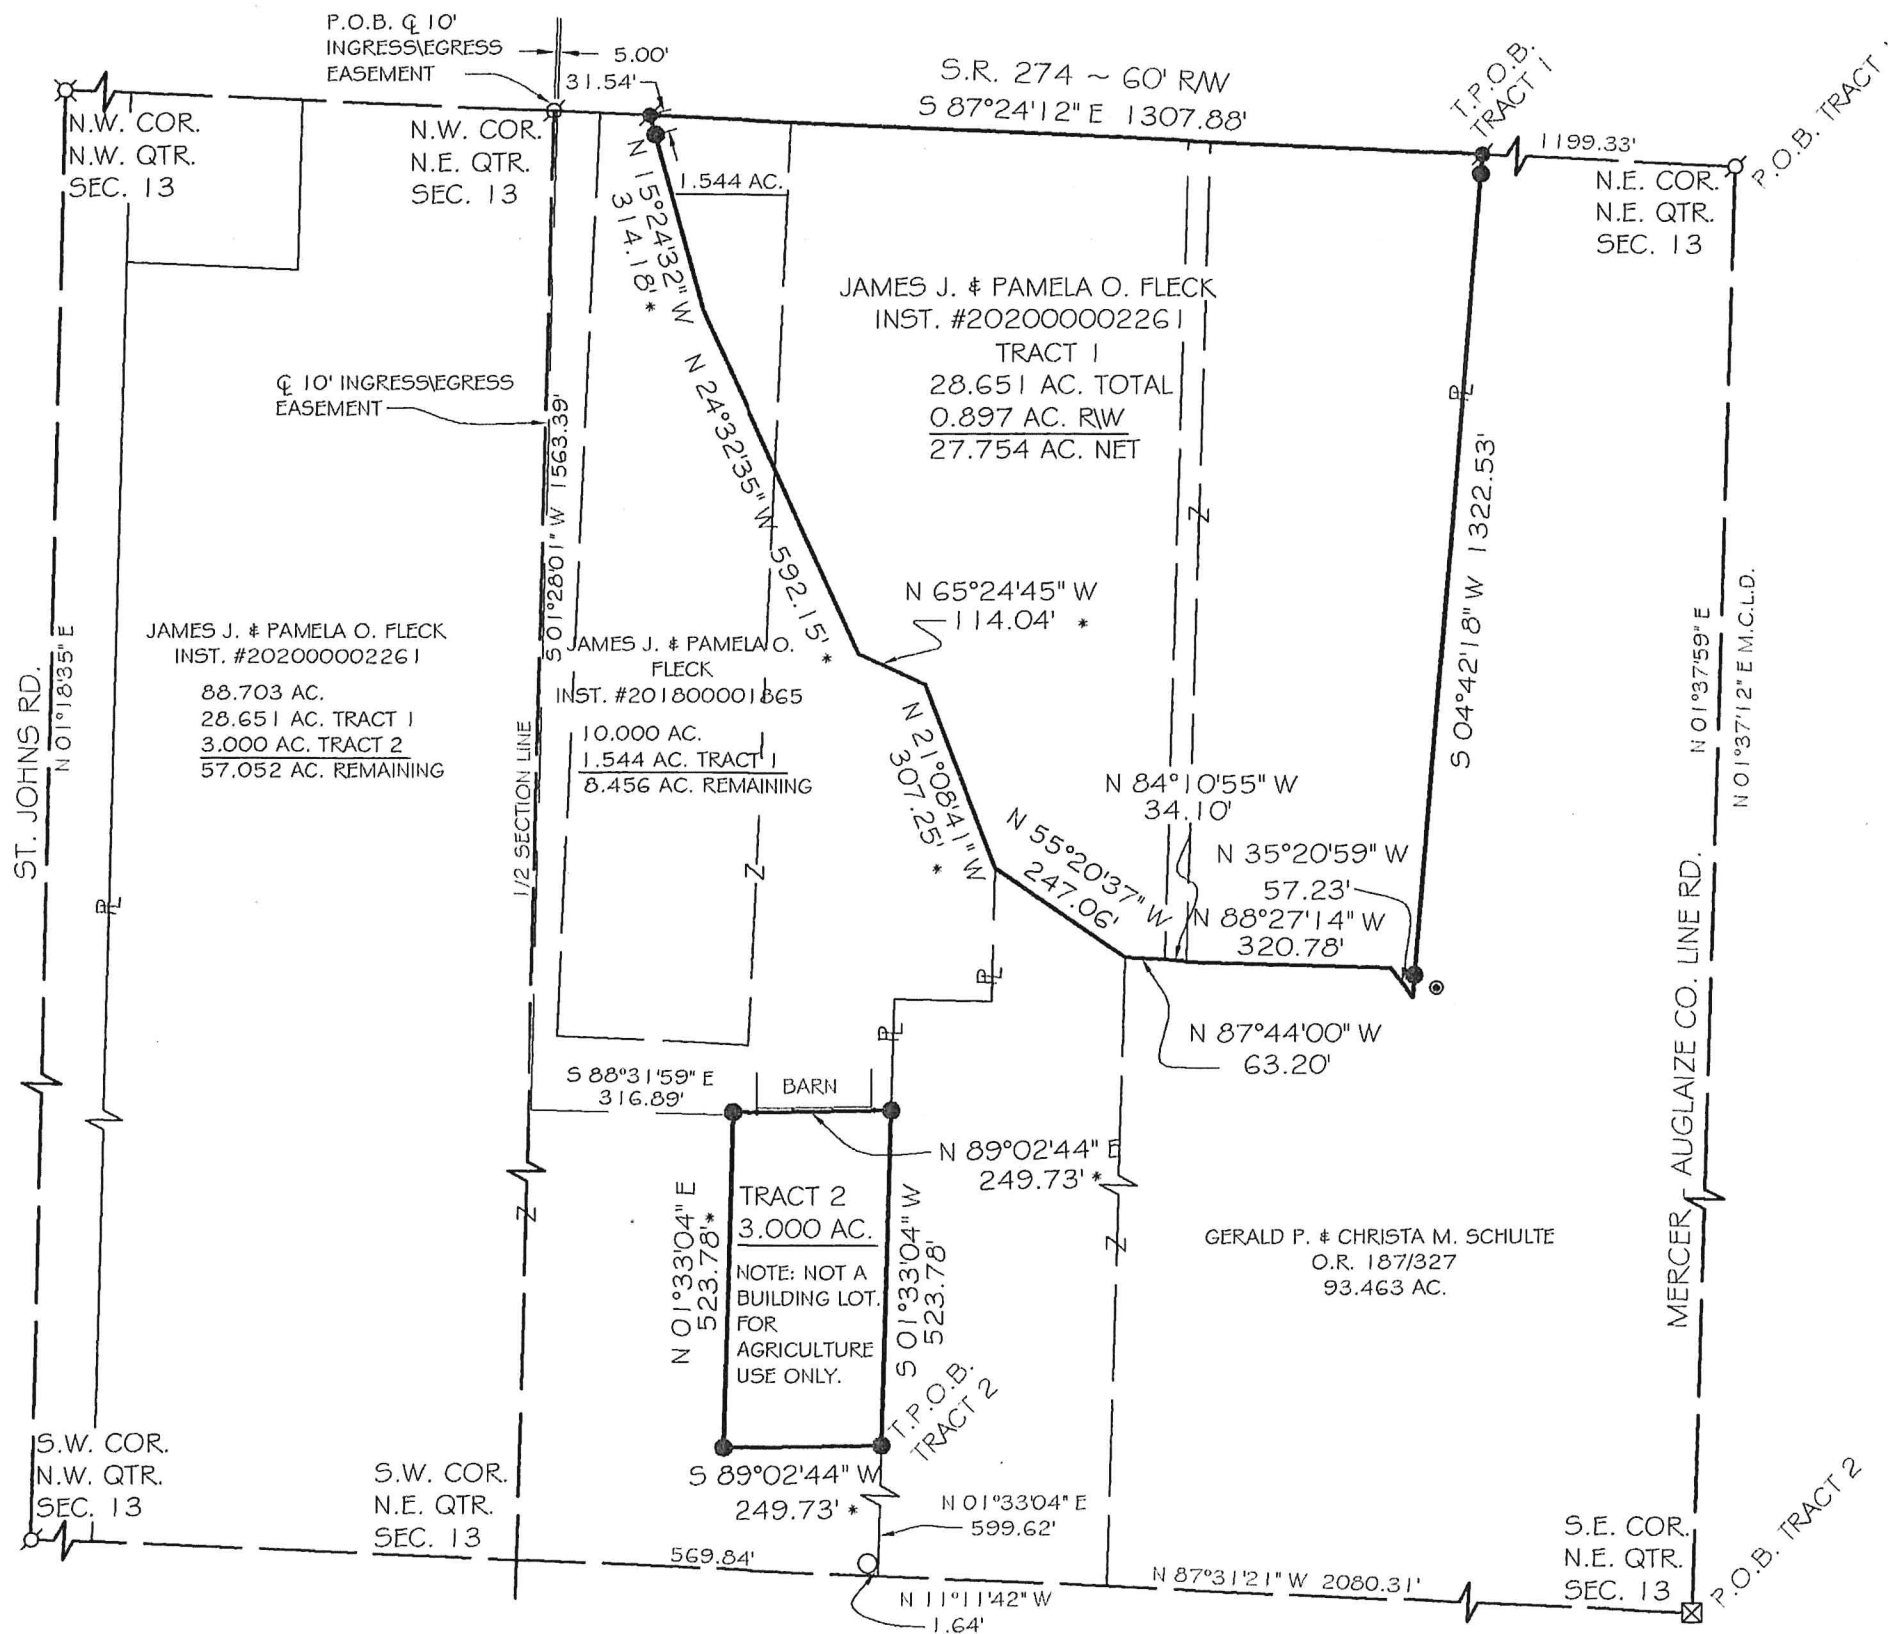 P.O.B. ℄ 10'
INGRESS\EGRESS
EASEMENT
5.00'
31.54'
S.R. 274 ~ 60' R/W
S 87°24'12" E 1307.88'
T.P.O.B.
TRACT 1
1199.33'
P.O.B. TRACT 1
N.W. COR.
N.W. QTR.
SEC. 13
N.W. COR.
N.E. QTR.
SEC. 13
N.E. COR.
N.E. QTR.
SEC. 13
N 15°24'32" W
314.18' *
1.544 AC.
JAMES J. & PAMELA O. FLECK
INST. #202000002261
TRACT 1
28.651 AC. TOTAL
0.897 AC. R\W
27.754 AC. NET
℄ 10' INGRESS\EGRESS
EASEMENT
S 01°28'01" W 1563.39'
N 24°32'35" W 592.15' *
P̶L
S 04°42'18" W 1322.53'
Z
N 65°24'45" W
114.04' *
ST. JOHNS RD.
N 01°18'35" E
JAMES J. & PAMELA O. FLECK
INST. #202000002261
88.703 AC.
28.651 AC. TRACT 1
3.000 AC. TRACT 2
57.052 AC. REMAINING
1/2 SECTION LINE
JAMES J. & PAMELA O.
FLECK
INST. #201800001865
10.000 AC.
1.544 AC. TRACT 1
8.456 AC. REMAINING
N 21°08'41" W
307.25' *
N 55°20'37" W
247.06'
N 84°10'55" W
34.10'
N 35°20'59" W
57.23'
N 88°27'14" W
320.78'
N 01°37'59" E
N 01°37'12" E M.C.L.D.
MERCER AUGLAIZE CO. LINE RD.
PL
Z
PL
PL
N 87°44'00" W
63.20'
S 88°31'59" E
316.89'
BARN
N 89°02'44" E
249.73' *
N 01°33'04" E
523.78' *
TRACT 2
3.000 AC.
NOTE: NOT A
BUILDING LOT.
FOR
AGRICULTURE
USE ONLY.
S 01°33'04" W
523.78'
Z
Z
GERALD P. & CHRISTA M. SCHULTE
O.R. 187/327
93.463 AC.
T.P.O.B.
TRACT 2
S.W. COR.
N.W. QTR.
SEC. 13
S.W. COR.
N.E. QTR.
SEC. 13
S 89°02'44" W
249.73' *
N 01°33'04" E
599.62'
569.84'
N 11°11'42" W
1.64'
N 87°31'21" W 2080.31'
S.E. COR.
N.E. QTR.
SEC. 13
P.O.B. TRACT 2